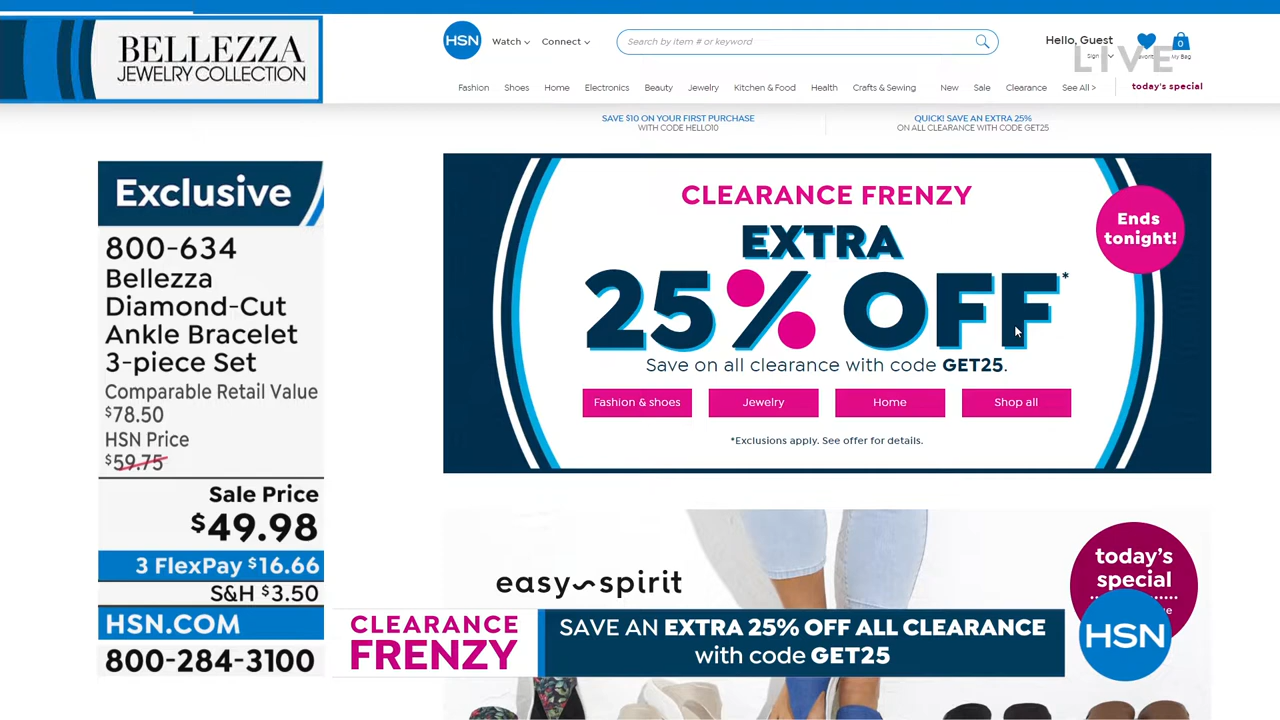 BELLEZZA
JEWELRY COLLECTION
HSN
Watch
Connect
Search by item # or keyword
Hello, Guest
Sign
My Bag
0
LIVE
Fashion Shoes Home Electronics Beauty Jewelry Kitchen & Food Health Crafts & Sewing New Sale Clearance See All > today's special
SAVE $10 ON YOUR FIRST PURCHASE
WITH CODE HELLO10
QUICK! SAVE AN EXTRA 25%
ON ALL CLEARANCE WITH CODE GET25
Exclusive
800-634
Bellezza
Diamond-Cut
Ankle Bracelet
3-piece Set
Comparable Retail Value
$78.50
HSN Price
$59.75
Sale Price
$49.98
3 FlexPay $16.66
S&H $3.50
HSN.COM
800-284-3100
CLEARANCE FRENZY
EXTRA
25% OFF*
Ends
tonight!
Save on all clearance with code GET25.
Fashion & shoes
Jewelry
Home
Shop all
*Exclusions apply. See offer for details.
easy spirit
today's
special
CLEARANCE
FRENZY
SAVE AN EXTRA 25% OFF ALL CLEARANCE
with code GET25
HSN